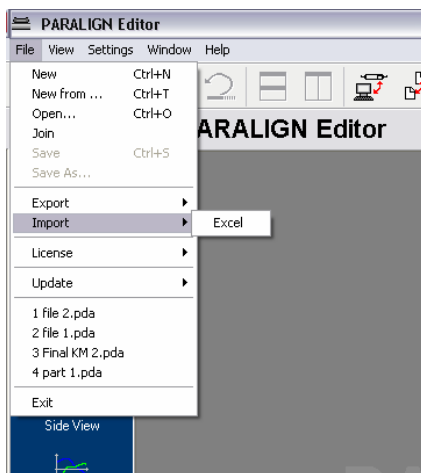 PARALIGN Editor
File View Settings Window Help
New Ctrl+N
New from ... Ctrl+T
Open... Ctrl+O
Join
Save Ctrl+S
Save As...
Export
Import
Excel
License
Update
1 file 2.pda
2 file 1.pda
3 Final KM 2.pda
4 part 1.pda
Exit
ARALIGN Editor
Side View